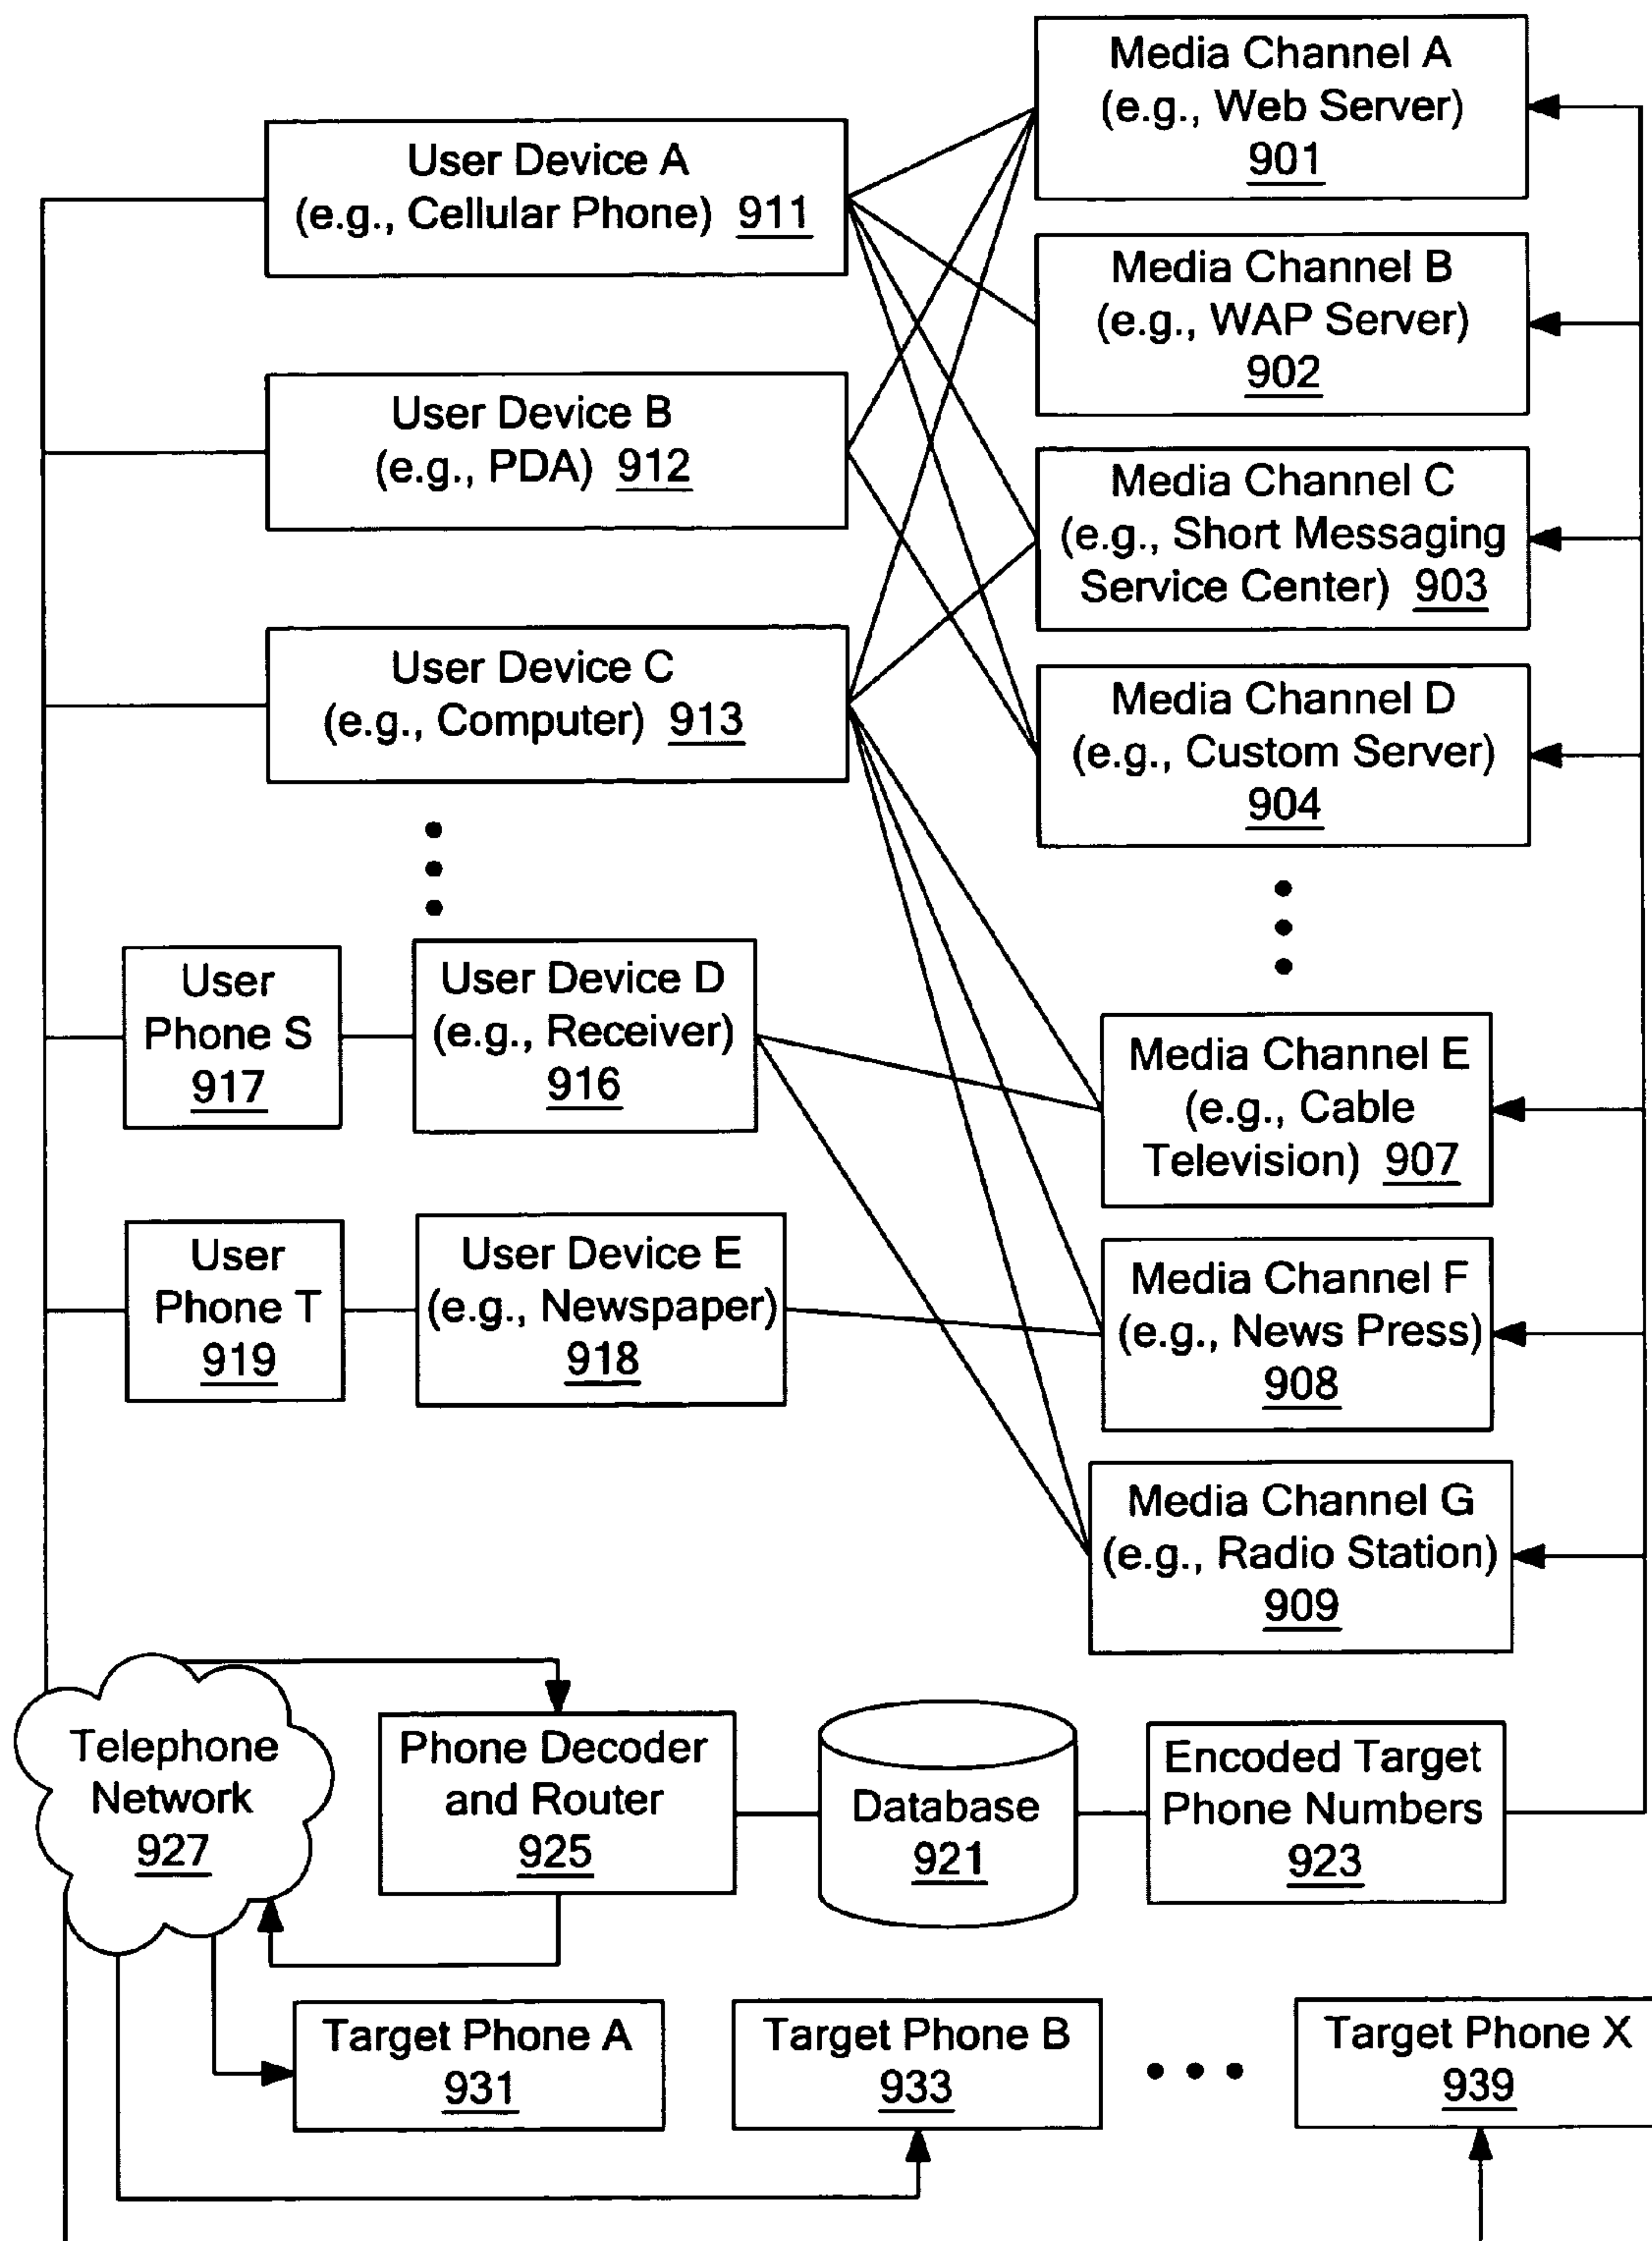 Media Channel A
(e.g., Web Server)
901
User Device A
(e.g., Cellular Phone) 911
Media Channel B
(e.g., WAP Server)
902
User Device B
(e.g., PDA) 912
Media Channel C
(e.g., Short Messaging
Service Center) 903
User Device C
(e.g., Computer) 913
Media Channel D
(e.g., Custom Server)
904
User
Phone S
917
User Device D
(e.g., Receiver)
916
Media Channel E
(e.g., Cable
Television) 907
User
Phone T
919
User Device E
(e.g., Newspaper)
918
Media Channel F
(e.g., News Press)
908
Media Channel G
(e.g., Radio Station)
909
Telephone
Network
927
Phone Decoder
and Router
925
Database
921
Encoded Target
Phone Numbers
923
Target Phone A
931
Target Phone B
933
Target Phone X
939